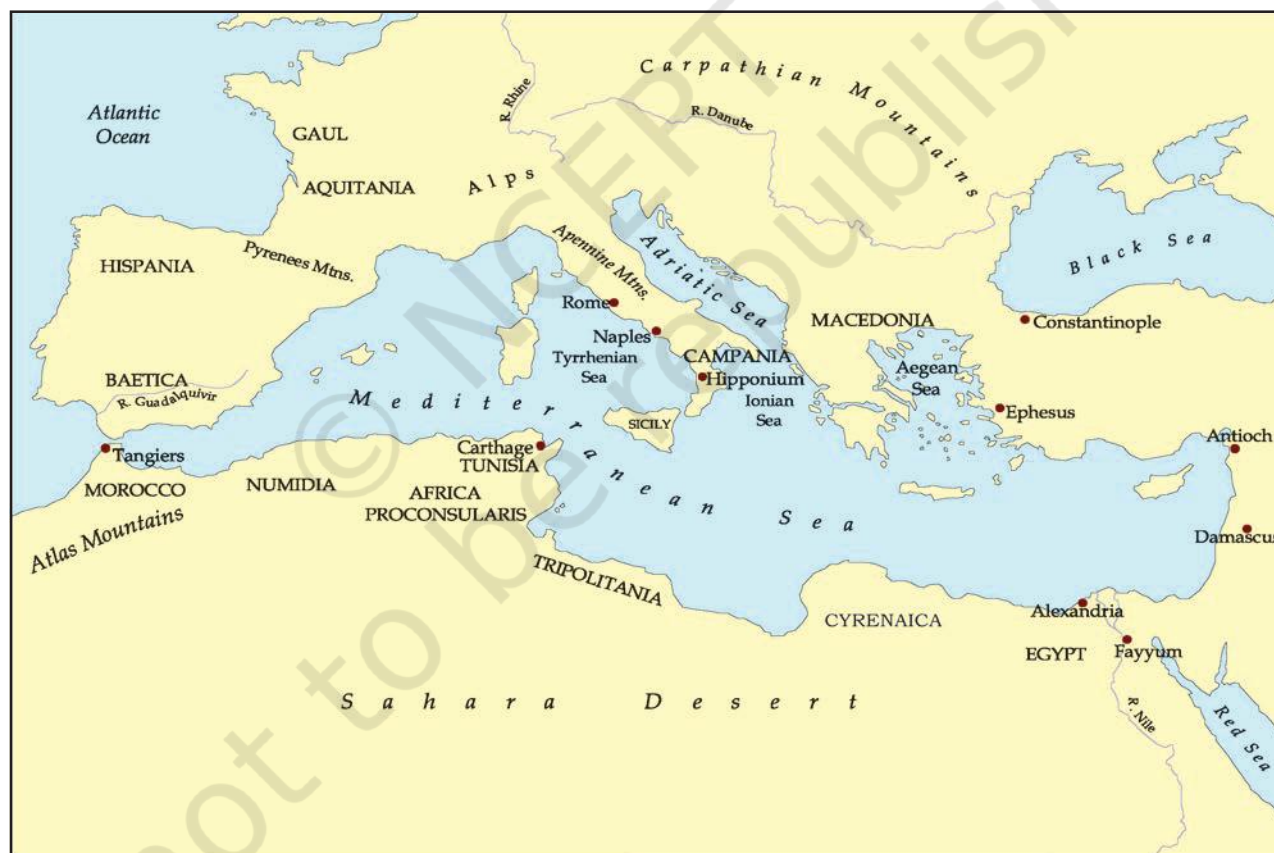 Atlantic
Ocean
GAUL
AQUITANIA
R. Rhine
Alps
Carpathian Mountains
R. Danube
HISPANIA
Pyrenees Mtns.
Apennine Mtns.
Adriatic Sea
Black Sea
Rome
Naples
Tyrrhenian
Sea
CAMPANIA
Hipponium
Ionian
Sea
MACEDONIA
Constantinople
Aegean
Sea
Ephesus
BAETICA
R. Guadalquivir
Mediterranean Sea
SICILY
Antioch
Tangiers
MOROCCO
Atlas Mountains
NUMIDIA
Carthage
TUNISIA
AFRICA
PROCONSULARIS
Damascus
TRIPOLITANIA
CYRENAICA
Alexandria
EGYPT
Fayyum
R. Nile
Red Sea
Sahara Desert
© NCERT
not to be republish